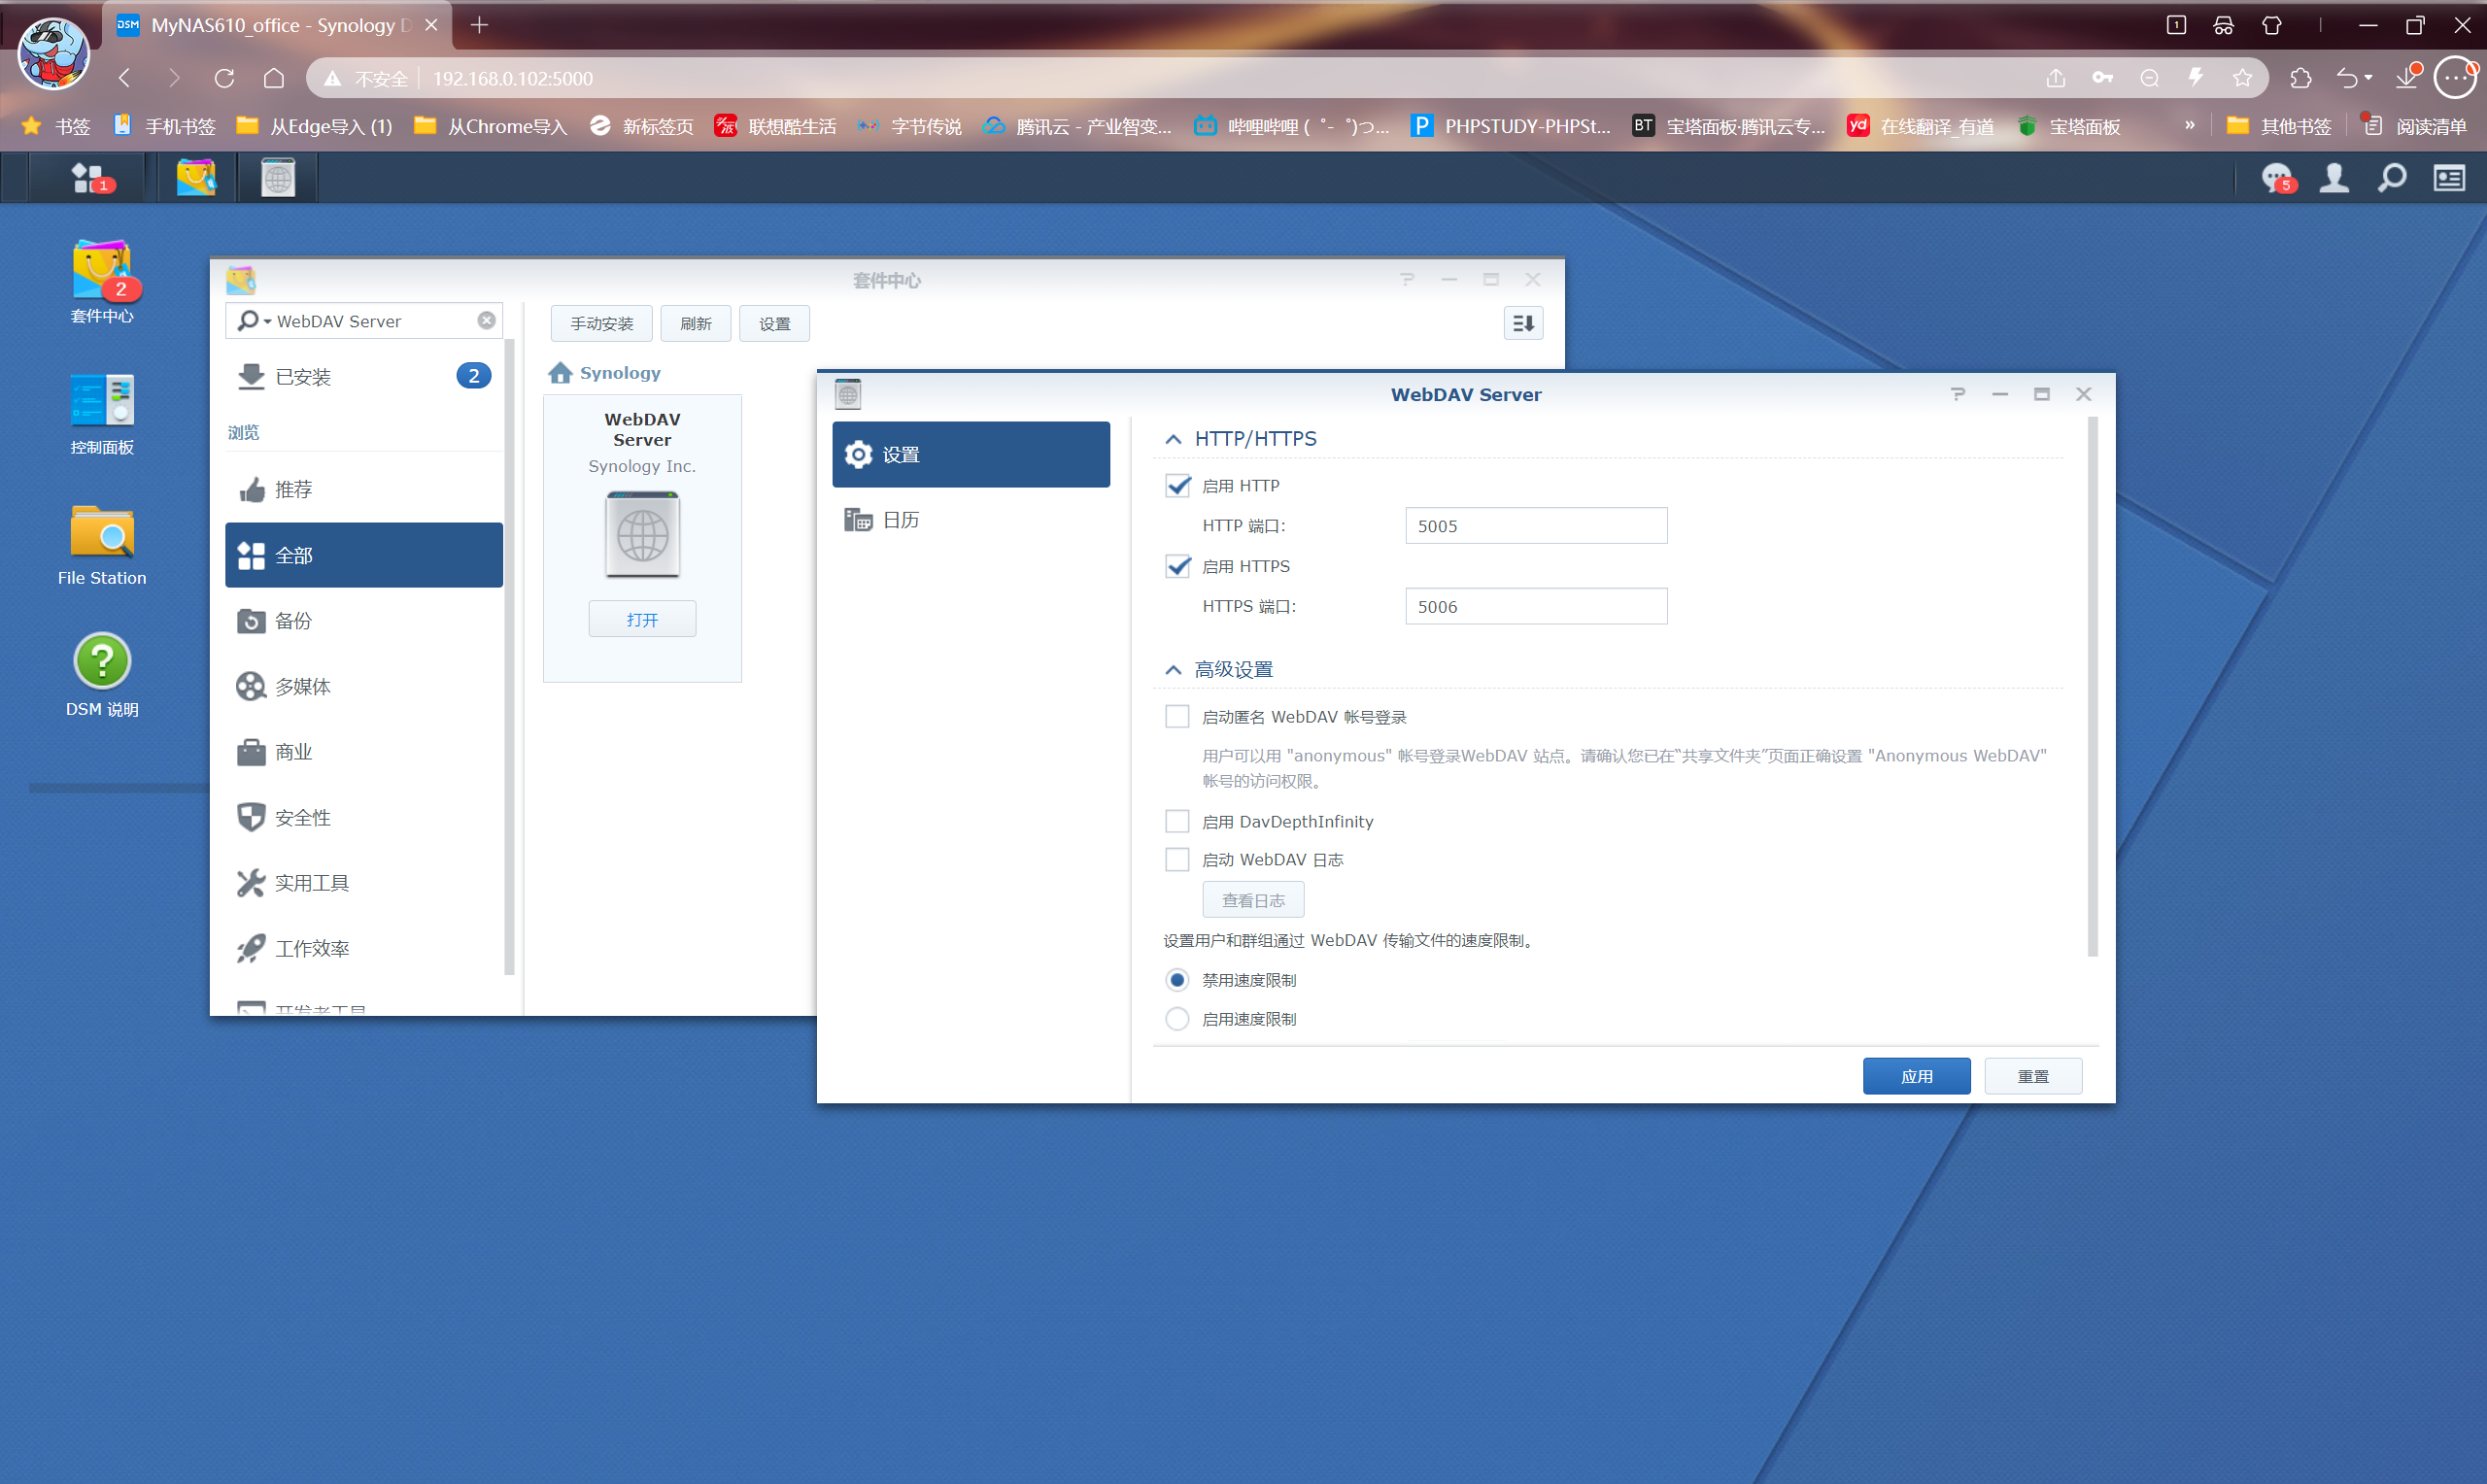 MyNAS610_office - Synology D
不安全
192.168.0.102:5000
书签
手机书签
从Edge导入 (1)
从Chrome导入
新标签页
联想酷生活
字节传说
腾讯云 - 产业智变...
哔哩哔哩 (゜-゜)つ...
PHPSTUDY-PHPSt...
宝塔面板·腾讯云专...
在线翻译_有道
宝塔面板
»
其他书签
阅读清单
1
5
2
套件中心
控制面板
File Station
DSM 说明
套件中心
WebDAV Server
已安装
2
浏览
推荐
全部
备份
多媒体
商业
安全性
实用工具
工作效率
开发者工具
手动安装
刷新
设置
Synology
WebDAV
Server
Synology Inc.
打开
WebDAV Server
设置
日历
HTTP/HTTPS
启用 HTTP
HTTP 端口:
5005
启用 HTTPS
HTTPS 端口:
5006
高级设置
启动匿名 WebDAV 帐号登录
用户可以用 "anonymous" 帐号登录WebDAV 站点。请确认您已在“共享文件夹”页面正确设置 "Anonymous WebDAV"
帐号的访问权限。
启用 DavDepthInfinity
启动 WebDAV 日志
查看日志
设置用户和群组通过 WebDAV 传输文件的速度限制。
禁用速度限制
启用速度限制
应用
重置